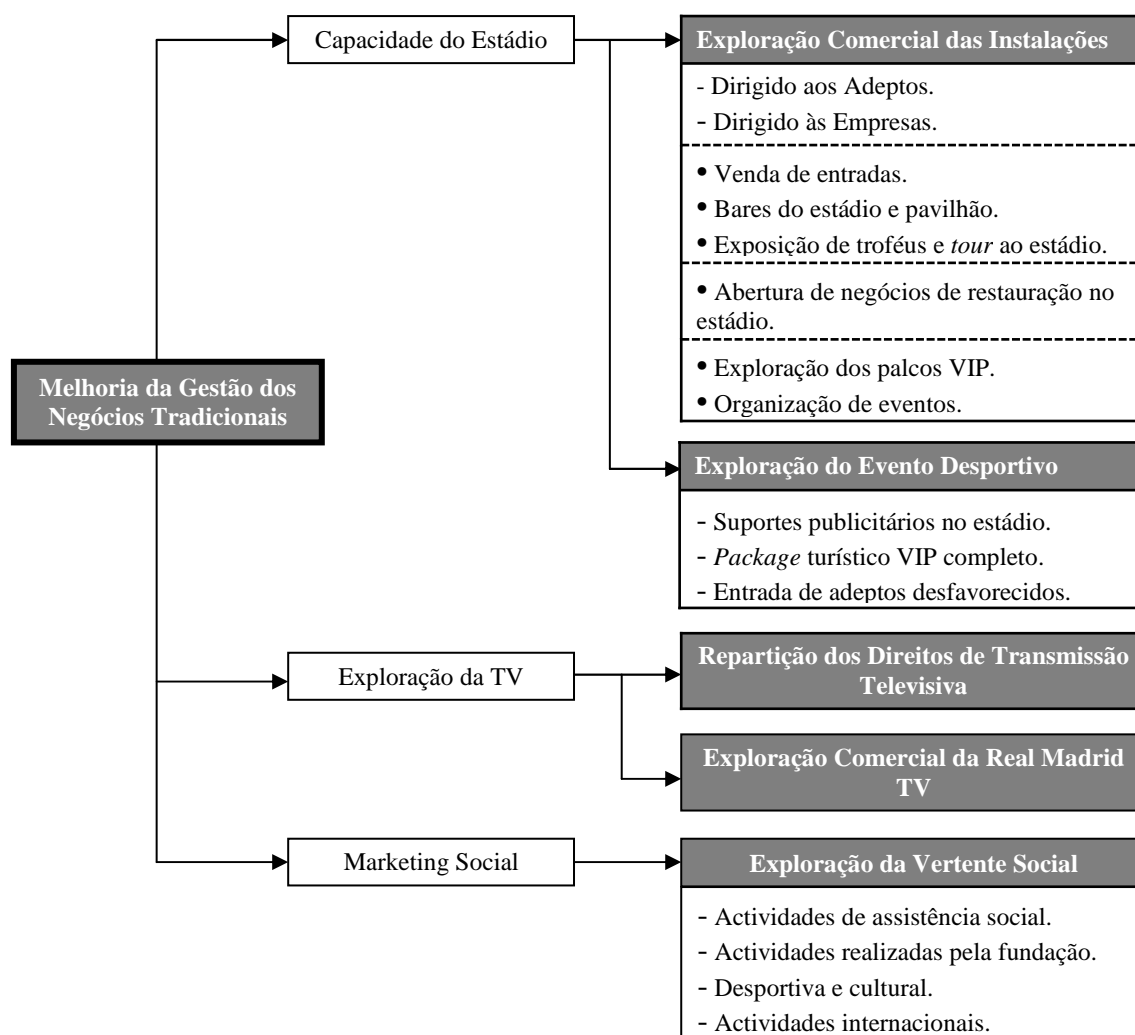 Capacidade do Estádio
Exploração Comercial das Instalações
- Dirigido aos Adeptos.
- Dirigido às Empresas.
• Venda de entradas.
• Bares do estádio e pavilhão.
• Exposição de troféus e tour ao estádio.
• Abertura de negócios de restauração no
estádio.
• Exploração dos palcos VIP.
• Organização de eventos.
Melhoria da Gestão dos
Negócios Tradicionais
Exploração do Evento Desportivo
- Suportes publicitários no estádio.
- Package turístico VIP completo.
- Entrada de adeptos desfavorecidos.
Exploração da TV
Repartição dos Direitos de Transmissão
Televisiva
Exploração Comercial da Real Madrid
TV
Marketing Social
Exploração da Vertente Social
- Actividades de assistência social.
- Actividades realizadas pela fundação.
- Desportiva e cultural.
- Actividades internacionais.